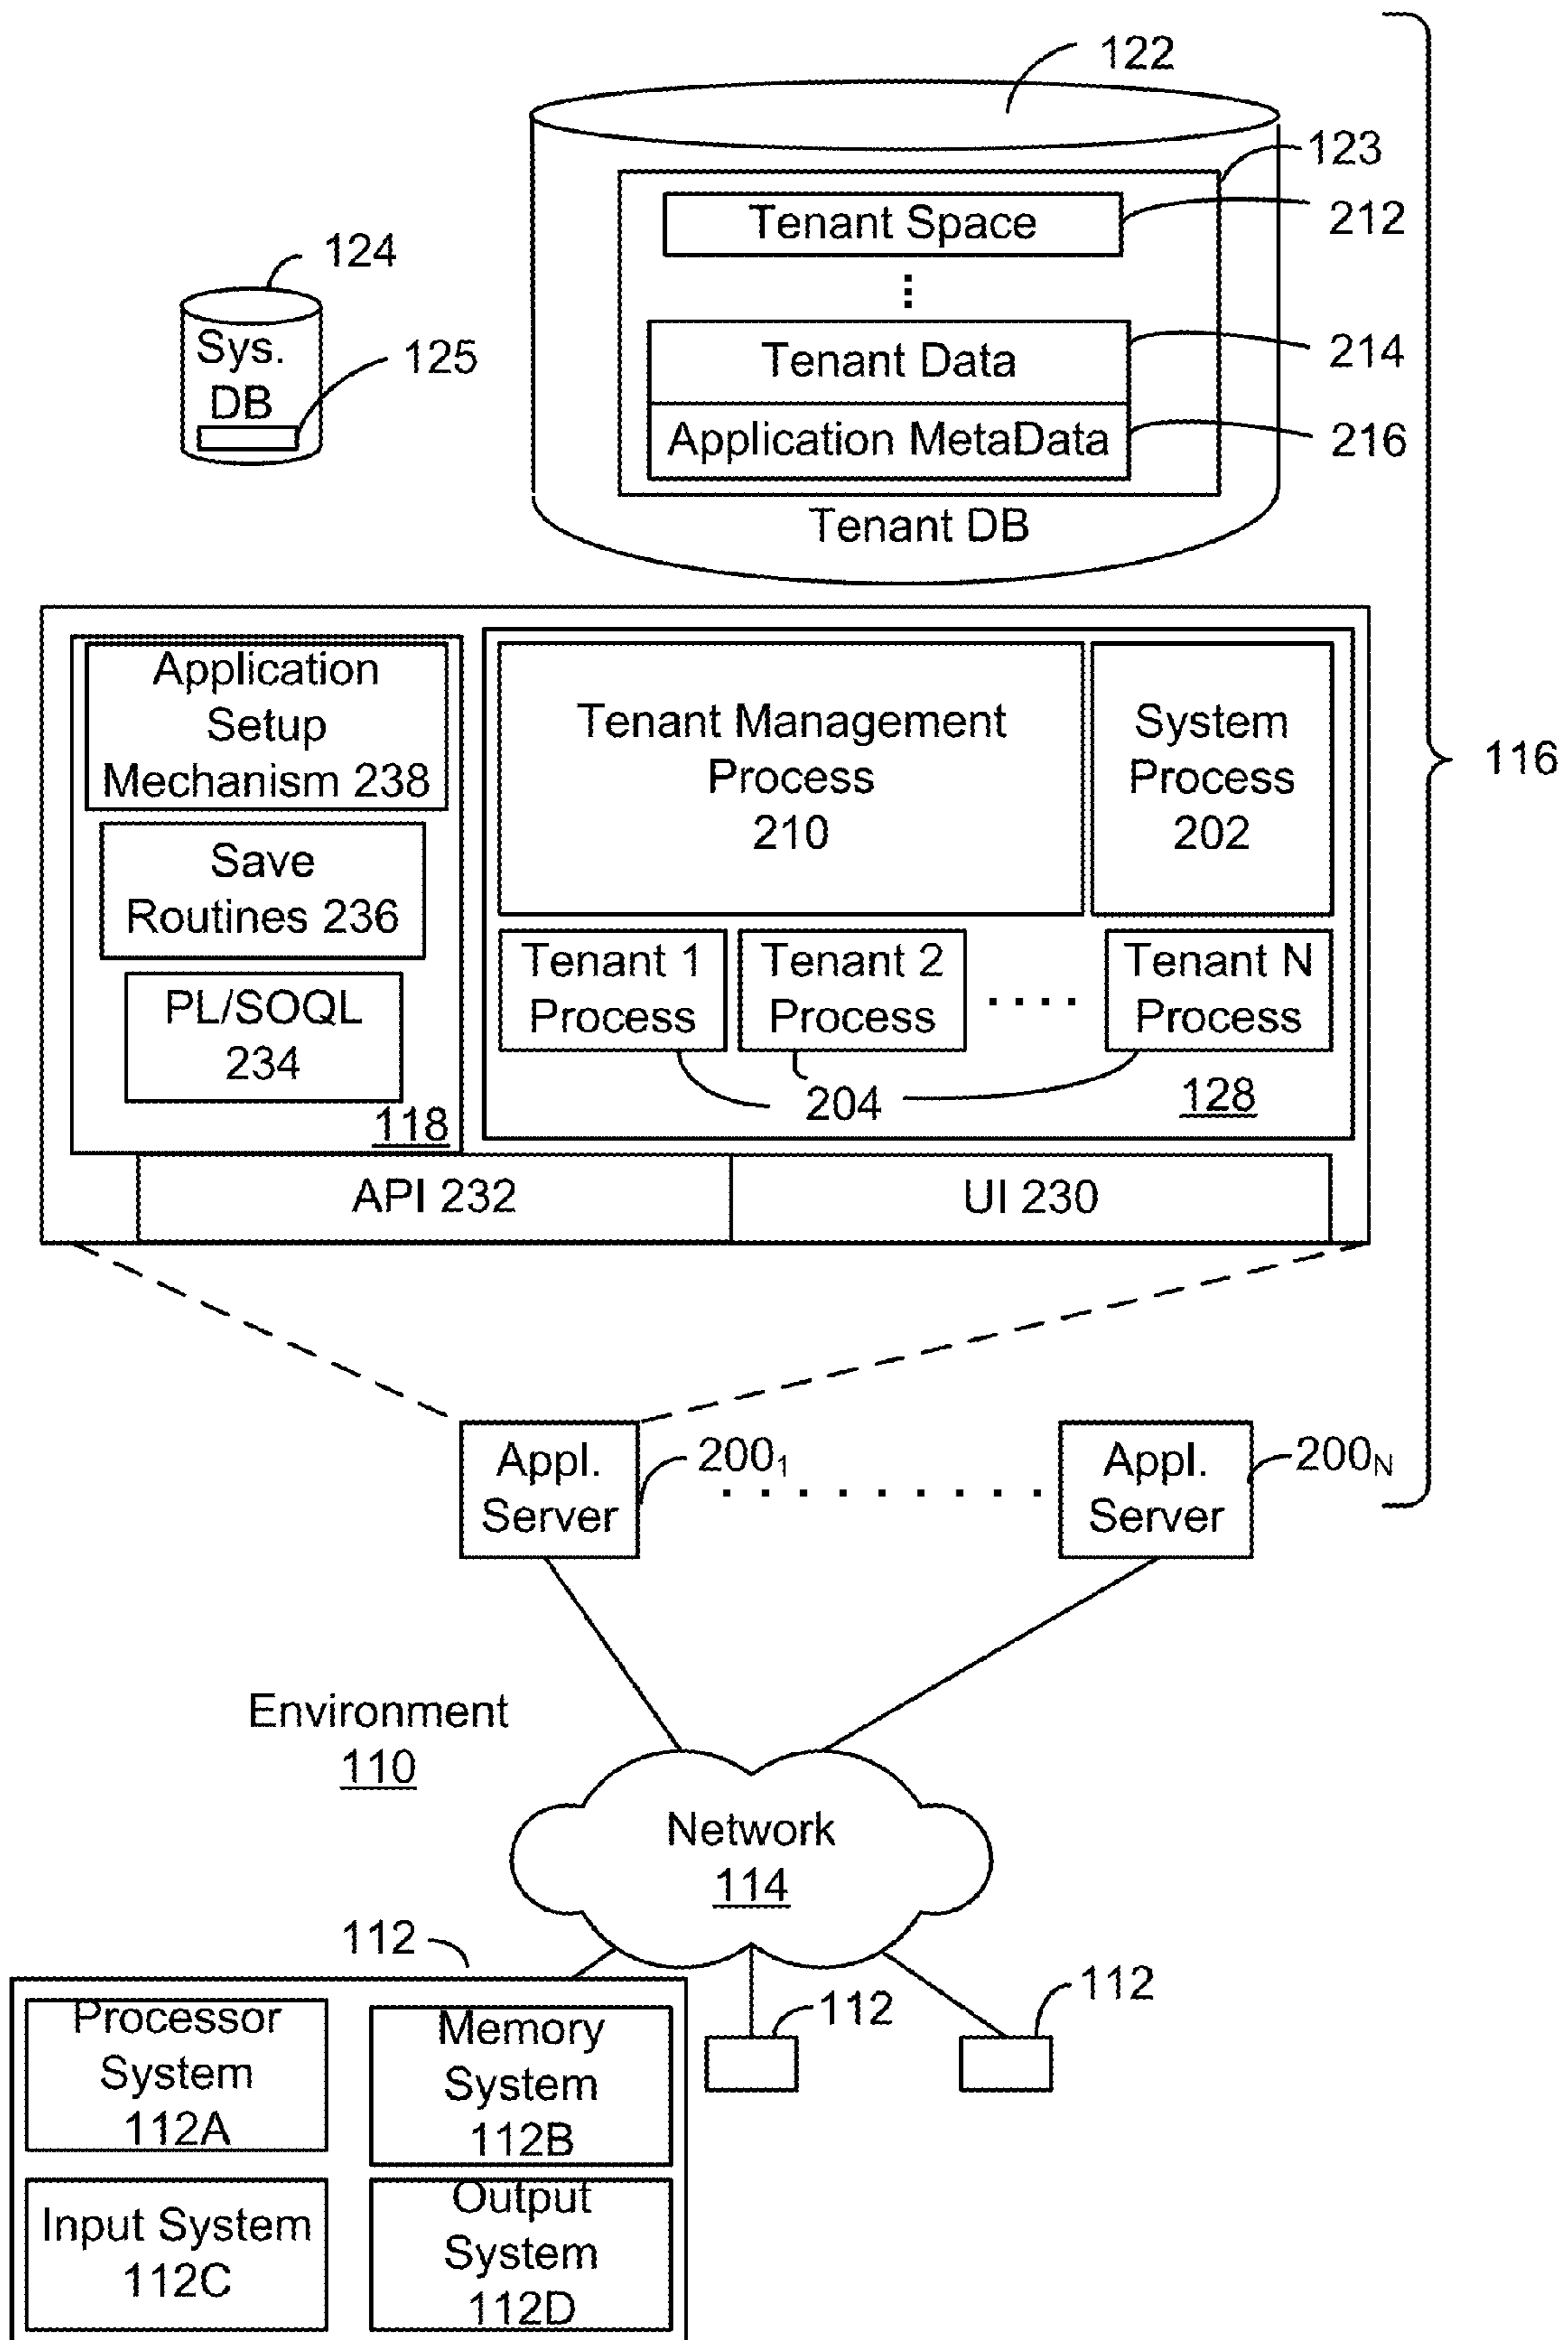 122
123
Tenant Space
212
124
Sys.
DB
125
Tenant Data
214
Application MetaData
216
Tenant DB
Application
Setup
Mechanism 238
Tenant Management
Process
210
System
Process
202
116
Save
Routines 236
Tenant 1
Process
Tenant 2
Process
Tenant N
Process
PL/SOQL
234
204
128
118
API 232
UI 230
Appl.
Server
200₁
Appl.
Server
200N
Environment
110
Network
114
112
112
112
Processor
System
112A
Memory
System
112B
Input System
112C
Output
System
112D